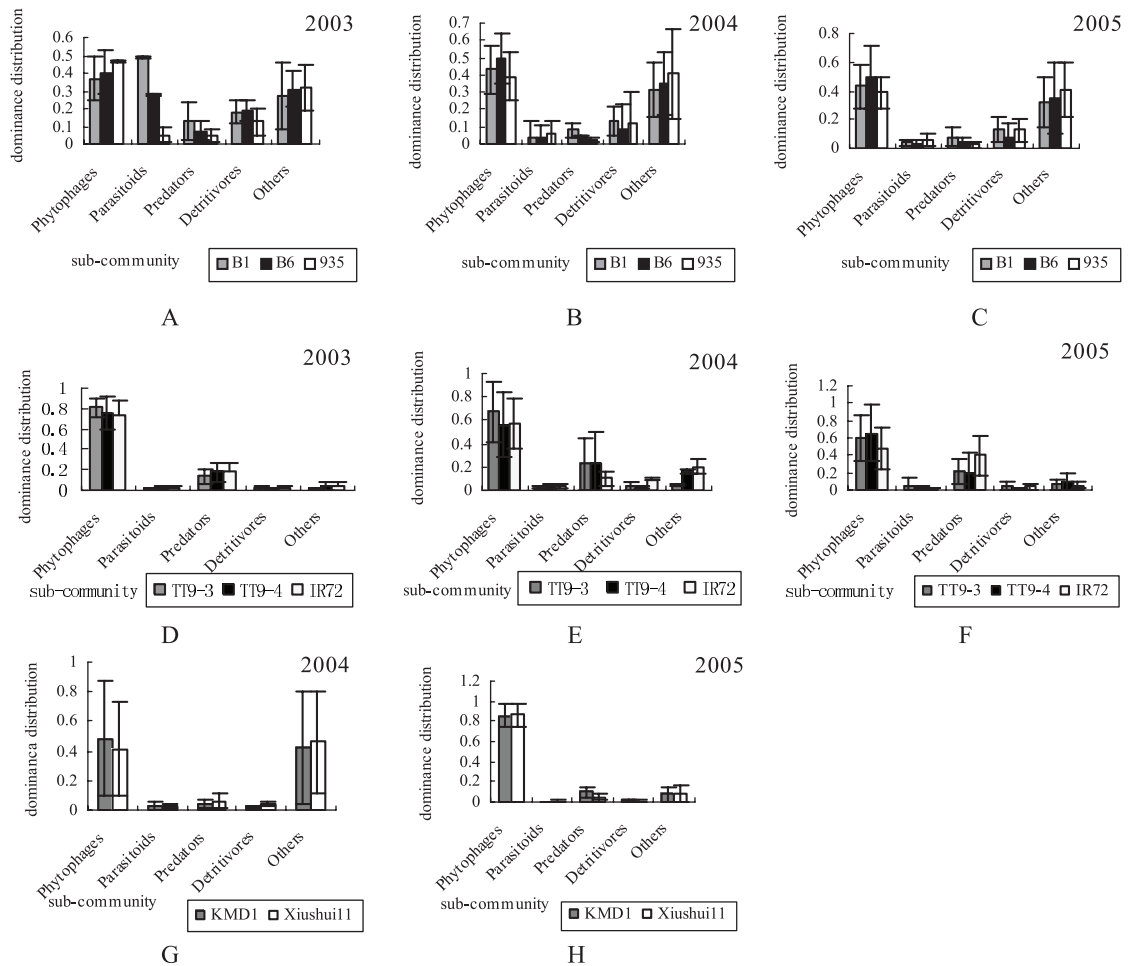 2003
dominance distribution
0.6
0.5
0.4
0.3
0.2
0.1
0
Phytophages
Parasitoids
Predators
Detritivores
Others
sub-community
B1 B6 935
A
2004
dominance distribution
0.7
0.6
0.5
0.4
0.3
0.2
0.1
0
Phytophages
Parasitoids
Predators
Detritivores
Others
sub-community
B1 B6 935
B
2005
dominance distribution
0.8
0.6
0.4
0.2
0
Phytophages
Parasitoids
Predators
Detritivores
Others
sub-community
B1 B6 935
C
2003
dominance distribution
1
0.8
0.6
0.4
0.2
0
Phytophages
Parasitoids
Predators
Detritivores
Others
sub-community
TT9-3 TT9-4 IR72
D
2004
dominance distribution
1
0.8
0.6
0.4
0.2
0
Phytophages
Parasitoids
Predators
Detritivores
Others
sub-community
TT9-3 TT9-4 IR72
E
2005
dominance distribution
1.2
1
0.8
0.6
0.4
0.2
0
Phytophages
Parasitoids
Predators
Detritivores
Others
sub-community
TT9-3 TT9-4 IR72
F
2004
dominanca distribution
1
0.8
0.6
0.4
0.2
0
Phytophages
Parasitoids
Predators
Detritivores
Others
sub-community
KMD1 Xiushui11
G
2005
dominance distribution
1.2
1
0.8
0.6
0.4
0.2
0
Phytophages
Parasitoids
Predators
Detritivores
Others
sub-community
KMD1 Xiushui11
H